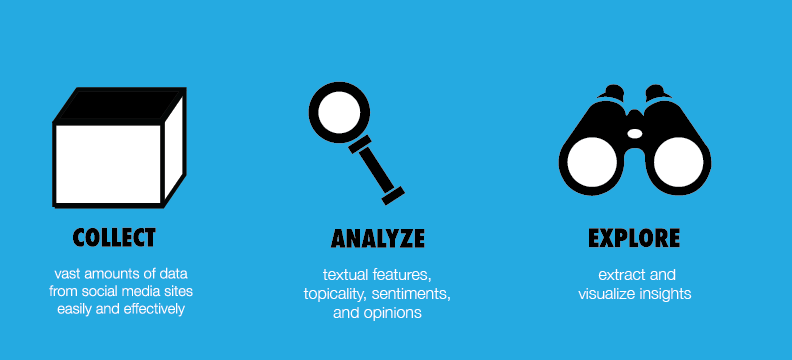 COLLECT
vast amounts of data
from social media sites
easily and effectively
ANALYZE
textual features,
topicality, sentiments,
and opinions
EXPLORE
extract and
visualize insights